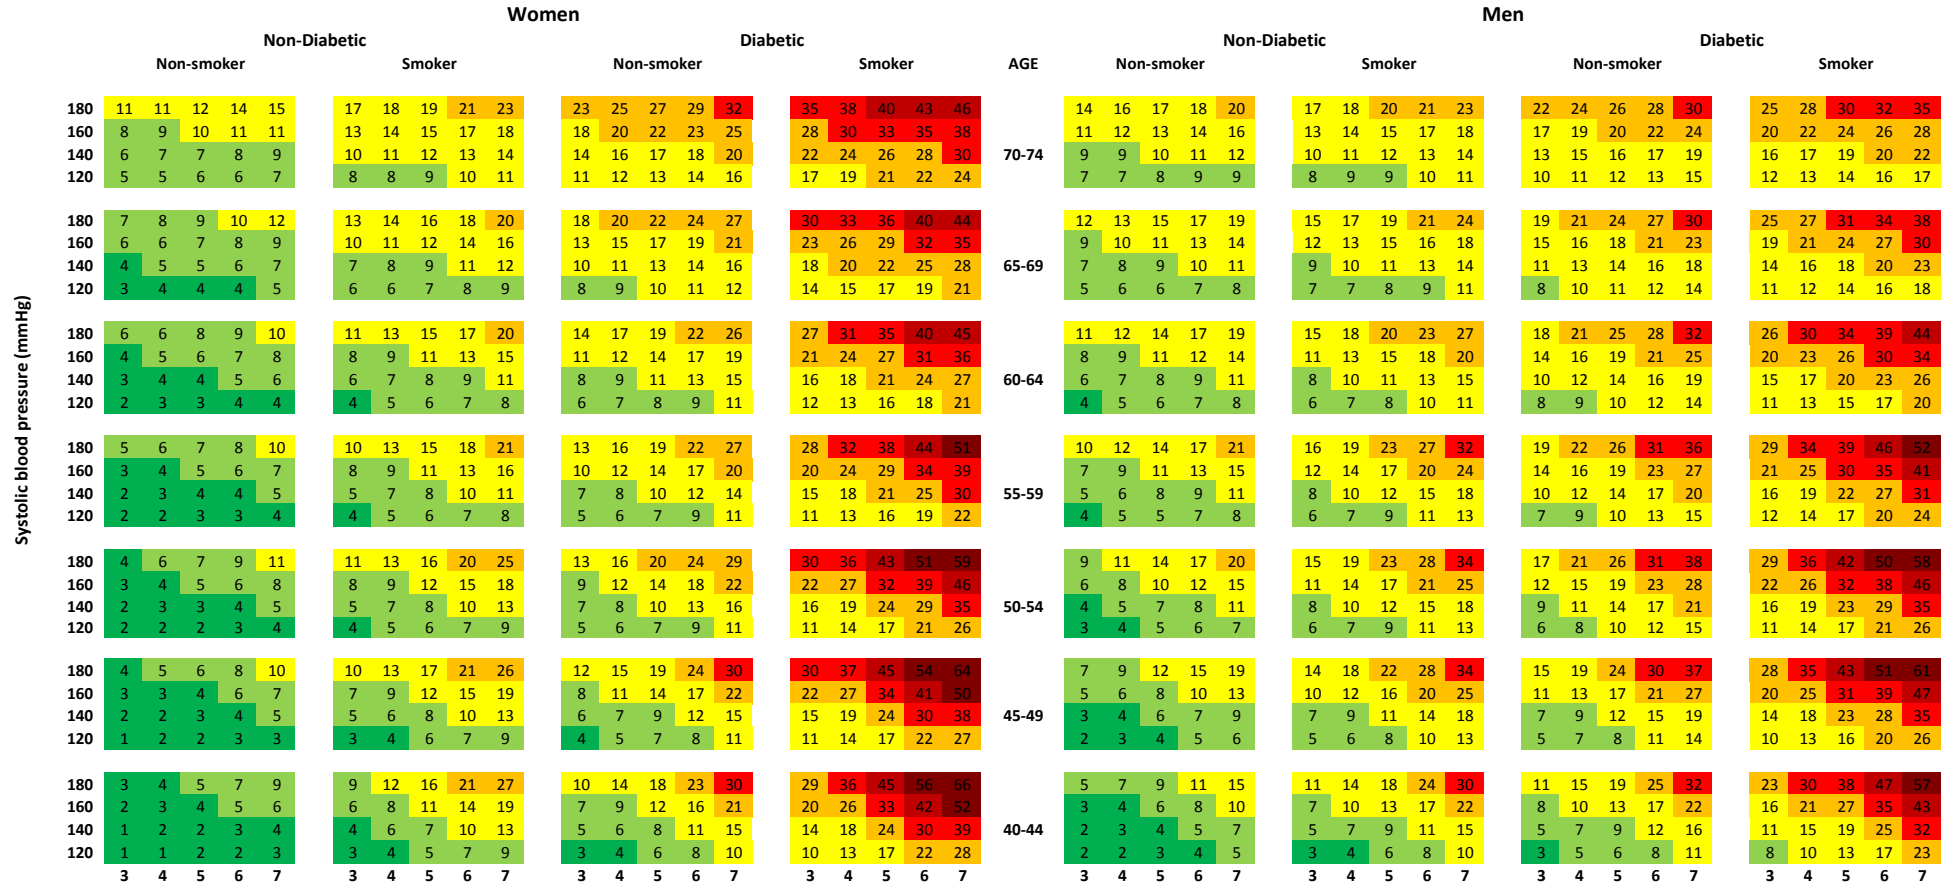 Women Men
Non-Diabetic Diabetic Non-Diabetic Diabetic
Non-smoker Smoker Non-smoker Smoker AGE Non-smoker Smoker Non-smoker Smoker
180 11 11 12 14 15 17 18 19 21 23 23 25 27 29 32 35 38 40 43 46 14 16 17 18 20 17 18 20 21 23 22 24 26 28 30 25 28 30 32 35
160 8 9 10 11 11 13 14 15 17 18 18 20 22 23 25 28 30 33 35 38 11 12 13 14 16 13 14 15 17 18 17 19 20 22 24 20 22 24 26 28
140 6 7 7 8 9 10 11 12 13 14 14 16 17 18 20 22 24 26 28 30 70-74 9 9 10 11 12 10 11 12 13 14 13 15 16 17 19 16 17 19 20 22
120 5 5 6 6 7 8 8 9 10 11 11 12 13 14 16 17 19 21 22 24 7 7 8 9 9 8 9 9 10 11 10 11 12 13 15 12 13 14 16 17
180 7 8 9 10 12 13 14 16 18 20 18 20 22 24 27 30 33 36 40 44 12 13 15 17 19 15 17 19 21 24 19 21 24 27 30 25 27 31 34 38
160 6 6 7 8 9 10 11 12 14 16 13 15 17 19 21 23 26 29 32 35 9 10 11 13 14 12 13 15 16 18 15 16 18 21 23 19 21 24 27 30
140 4 5 5 6 7 7 8 9 11 12 10 11 13 14 16 18 20 22 25 28 65-69 7 8 9 10 11 9 10 11 13 14 11 13 14 16 18 14 16 18 20 23
120 3 4 4 4 5 6 6 7 8 9 8 9 10 11 12 14 15 17 19 21 5 6 6 7 8 7 7 8 9 11 8 10 11 12 14 11 12 14 16 18
Systolic blood pressure (mmHg)
180 6 6 8 9 10 11 13 15 17 20 14 17 19 22 26 27 31 35 40 45 11 12 14 17 19 15 18 20 23 27 18 21 25 28 32 26 30 34 39 44
160 4 5 6 7 8 8 9 11 13 15 11 12 14 17 19 21 24 27 31 36 8 9 11 12 14 11 13 15 18 20 14 16 19 21 25 20 23 26 30 34
140 3 4 4 5 6 6 7 8 9 11 8 9 11 13 15 16 18 21 24 27 60-64 6 7 8 9 11 8 10 11 13 15 10 12 14 16 19 15 17 20 23 26
120 2 3 3 4 4 4 5 6 7 8 6 7 8 9 11 12 13 16 18 21 4 5 6 7 8 6 7 8 10 11 8 9 10 12 14 11 13 15 17 20
180 5 6 7 8 10 10 13 15 18 21 13 16 19 22 27 28 32 38 44 51 10 12 14 17 21 16 19 23 27 32 19 22 26 31 36 29 34 39 46 52
160 3 4 5 6 7 8 9 11 13 16 10 12 14 17 20 20 24 29 34 39 7 9 11 13 15 12 14 17 20 24 14 16 19 23 27 21 25 30 35 41
140 2 3 4 4 5 5 7 8 10 11 7 8 10 12 14 15 18 21 25 30 55-59 5 6 8 9 11 8 10 12 15 18 10 12 14 17 20 16 19 22 27 31
120 2 2 3 3 4 4 5 6 7 8 5 6 7 9 11 11 13 16 19 22 4 5 5 7 8 6 7 9 11 13 7 9 10 13 15 12 14 17 20 24
180 4 6 7 9 11 11 13 16 20 25 13 16 20 24 29 30 36 43 51 59 9 11 14 17 20 15 19 23 28 34 17 21 26 31 38 29 36 42 50 58
160 3 4 5 6 8 8 9 12 15 18 9 12 14 18 22 22 27 32 39 46 6 8 10 12 15 11 14 17 21 25 12 15 19 23 28 22 26 32 38 46
140 2 3 3 4 5 5 7 8 10 13 7 8 10 13 16 16 19 24 29 35 50-54 4 5 7 8 11 8 10 12 15 18 9 11 14 17 21 16 19 23 29 35
120 2 2 2 3 4 4 5 6 7 9 5 6 7 9 11 11 14 17 21 26 3 4 5 6 7 6 7 9 11 13 6 8 10 12 15 11 14 17 21 26
180 4 5 6 8 10 10 13 17 21 26 12 15 19 24 30 30 37 45 54 64 7 9 12 15 19 14 18 22 28 34 15 19 24 30 37 28 35 43 51 61
160 3 3 4 6 7 7 9 12 15 19 8 11 14 17 22 22 27 34 41 50 5 6 8 10 13 10 12 16 20 25 11 13 17 21 27 20 25 31 39 47
140 2 2 3 4 5 5 6 8 10 13 6 7 9 12 15 15 19 24 30 38 45-49 3 4 6 7 9 7 9 11 14 18 7 9 12 15 19 14 18 23 28 35
120 1 2 2 3 3 3 4 6 7 9 4 5 7 8 11 11 14 17 22 27 2 3 4 5 6 5 6 8 10 13 5 7 8 11 14 10 13 16 20 26
180 3 4 5 7 9 9 12 16 21 27 10 14 18 23 30 29 36 45 56 66 5 7 9 11 15 11 14 18 24 30 11 15 19 25 32 23 30 38 47 57
160 2 3 4 5 6 6 8 11 14 19 7 9 12 16 21 20 26 33 42 52 3 4 6 8 10 7 10 13 17 22 8 10 13 17 22 16 21 27 35 43
140 1 2 2 3 4 4 6 7 10 13 5 6 8 11 15 14 18 24 30 39 40-44 2 3 4 5 7 5 7 9 11 15 5 7 9 12 16 11 15 19 25 32
120 1 1 2 2 3 3 4 5 7 9 3 4 6 8 10 10 13 17 22 28 2 2 3 4 5 3 4 6 8 10 3 5 6 8 11 8 10 13 17 23
3 4 5 6 7 3 4 5 6 7 3 4 5 6 7 3 4 5 6 7 3 4 5 6 7 3 4 5 6 7 3 4 5 6 7 3 4 5 6 7